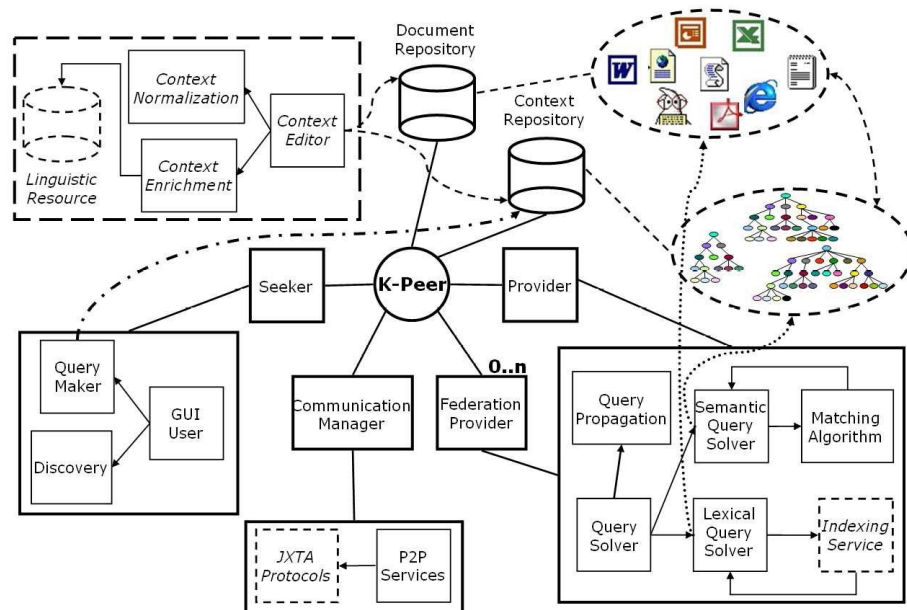 Document
Repository
Context
Repository
W
Context
Normalization
Context
Editor
Context
Enrichment
Linguistic
Resource
Seeker
K-Peer
Provider
0..n
Query
Maker
GUI
User
Discovery
Communication
Manager
Federation
Provider
Query
Propagation
Semantic
Query
Solver
Matching
Algorithm
Query
Solver
Lexical
Query
Solver
Indexing
Service
JXTA
Protocols
P2P
Services